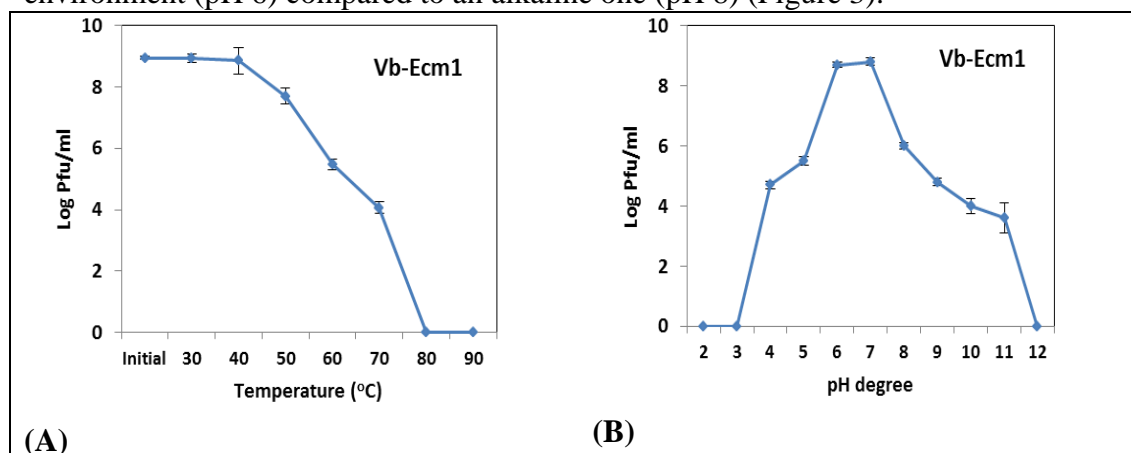 environment (pH 6) compared to an alkaline one (pH 8) (Figure 3).
10
8
6
4
2
0
Log Pfu/ml
Vb-Ecm1
Initial 30 40 50 60 70 80 90
Temperature (°C)
(A)
10
8
6
4
2
0
Log Pfu/ml
Vb-Ecm1
2 3 4 5 6 7 8 9 10 11 12
pH degree
(B)